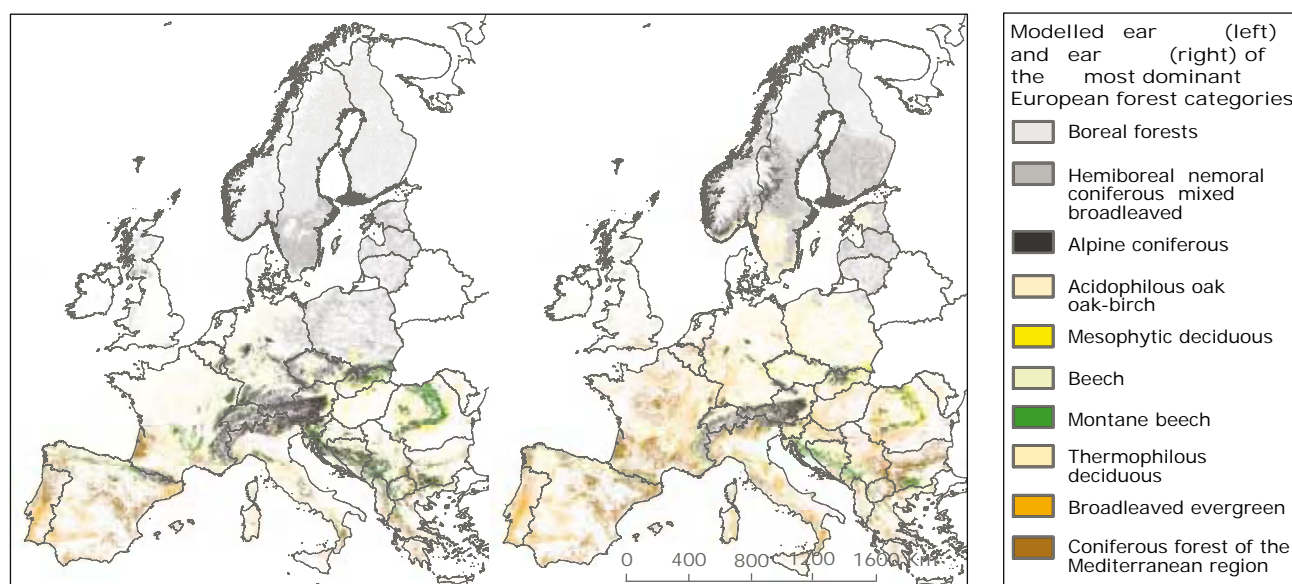 Modelled ear (left)
and ear (right) of
the most dominant
European forest categories
Boreal forests
Hemiboreal nemoral
coniferous mixed
broadleaved
Alpine coniferous
Acidophilous oak
oak-birch
Mesophytic deciduous
Beech
Montane beech
Thermophilous
deciduous
Broadleaved evergreen
Coniferous forest of the
Mediterranean region
0 400 800 1200 1600 Km